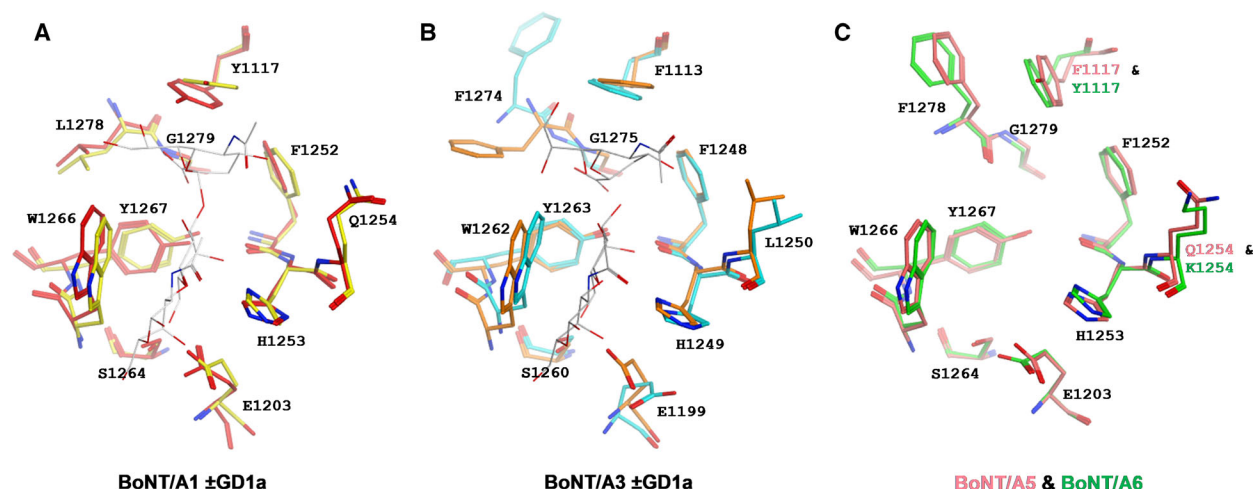 A
Y1117
L1278
G1279
F1252
W1266
Y1267
Q1254
H1253
S1264
E1203
BoNT/A1 ±GD1a
B
F1113
F1274
G1275
F1248
W1262
Y1263
L1250
H1249
S1260
E1199
BoNT/A3 ±GD1a
C
F1117 &
Y1117
F1278
G1279
F1252
W1266
Y1267
Q1254 &
K1254
H1253
S1264
E1203
BoNT/A5 & BoNT/A6